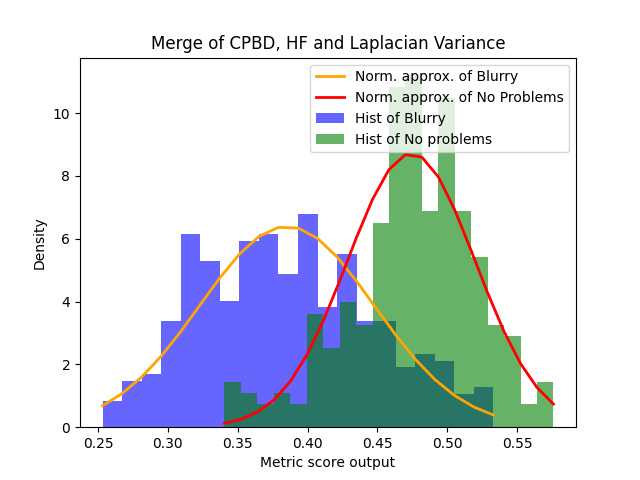 Merge of CPBD, HF and Laplacian Variance
Norm. approx. of Blurry
Norm. approx. of No Problems
Hist of Blurry
Hist of No problems
Density
10
8
6
4
2
0
0.25 0.30 0.35 0.40 0.45 0.50 0.55
Metric score output